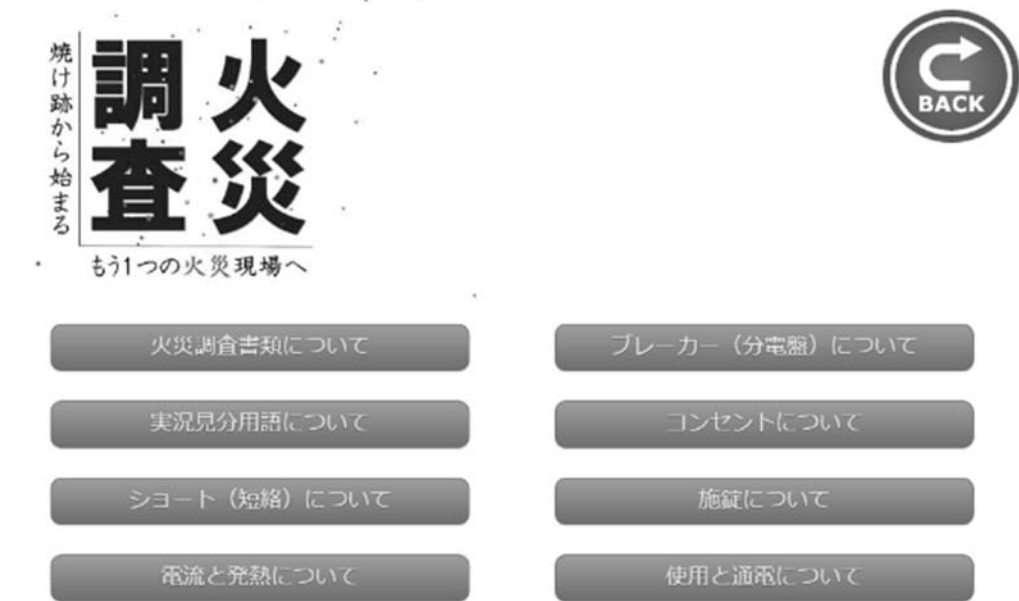 火災
調査
焼け跡から始まる
もう1つの火災現場へ
BACK
火災調査書類について
ブレーカー（分電盤）について
実況見分用語について
コンセントについて
ショート（短絡）について
施錠について
電流と発熱について
使用と通電について